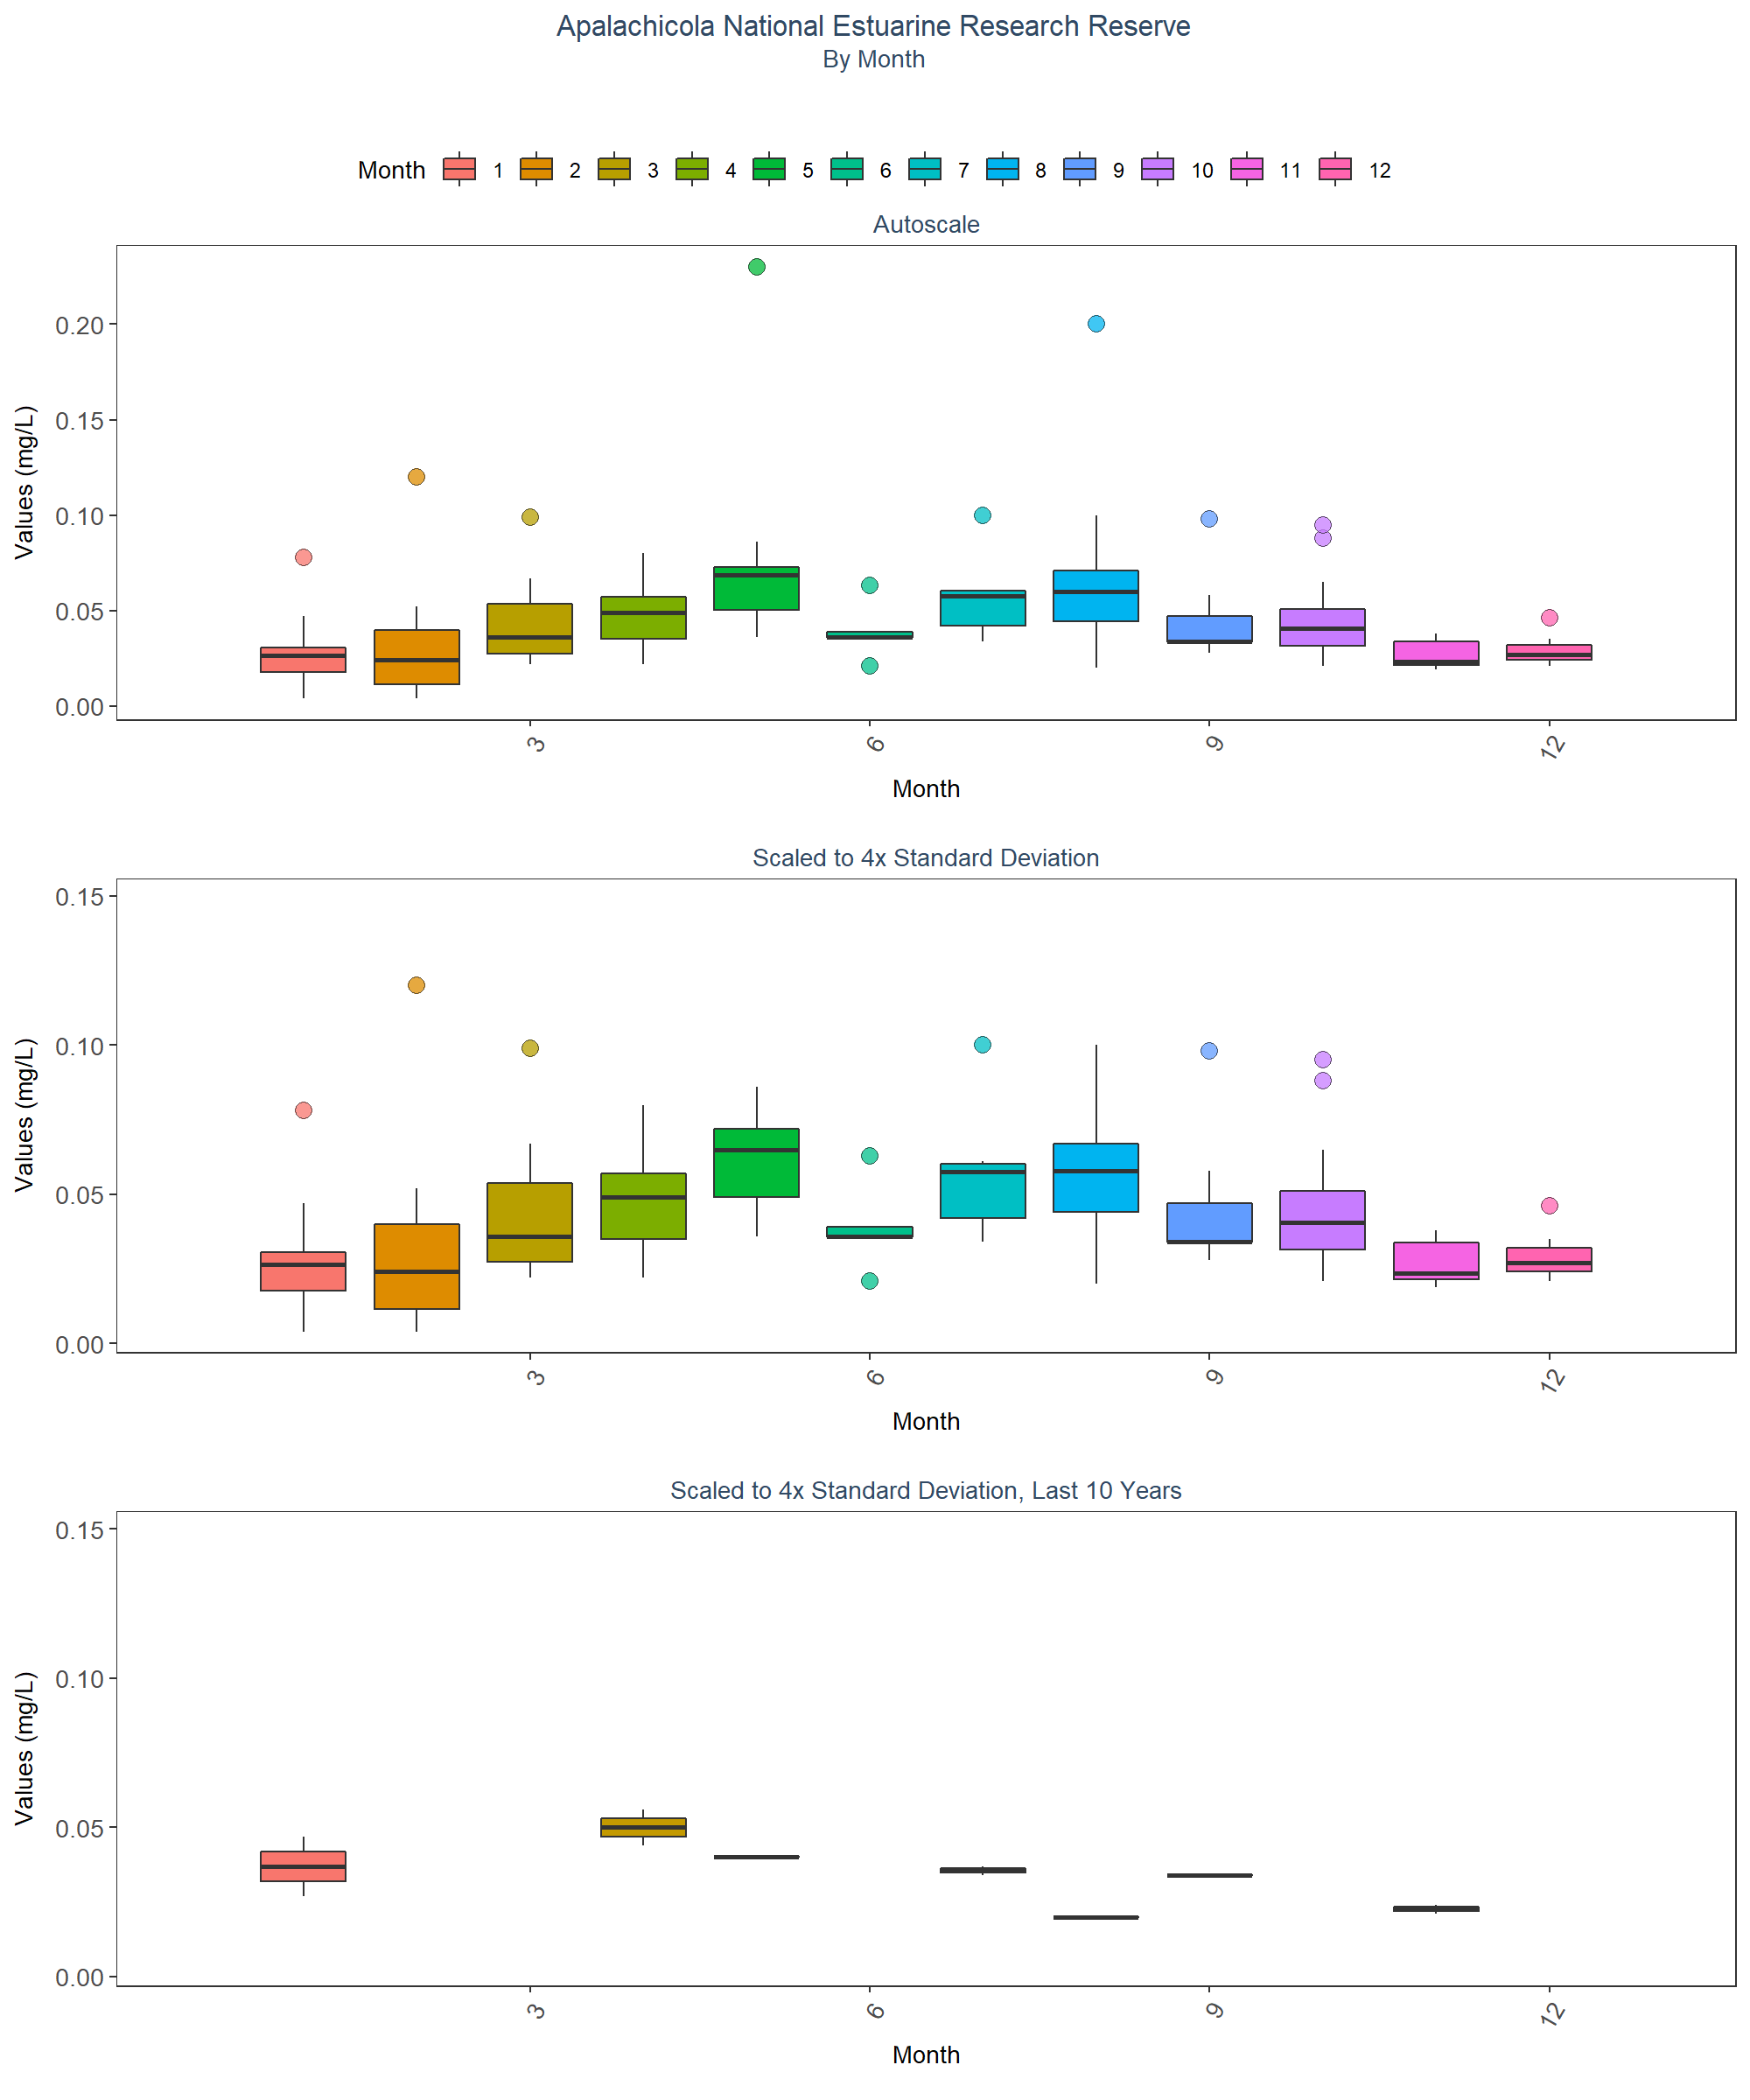 Apalachicola National Estuarine Research Reserve
By Month
Month 1 2 3 4 5 6 7 8 9 10 11 12
Autoscale
Values (mg/L)
0.20
0.15
0.10
0.05
0.00
3 6 9 12
Month
Scaled to 4x Standard Deviation
Values (mg/L)
0.15
0.10
0.05
0.00
3 6 9 12
Month
Scaled to 4x Standard Deviation, Last 10 Years
Values (mg/L)
0.15
0.10
0.05
0.00
3 6 9 12
Month